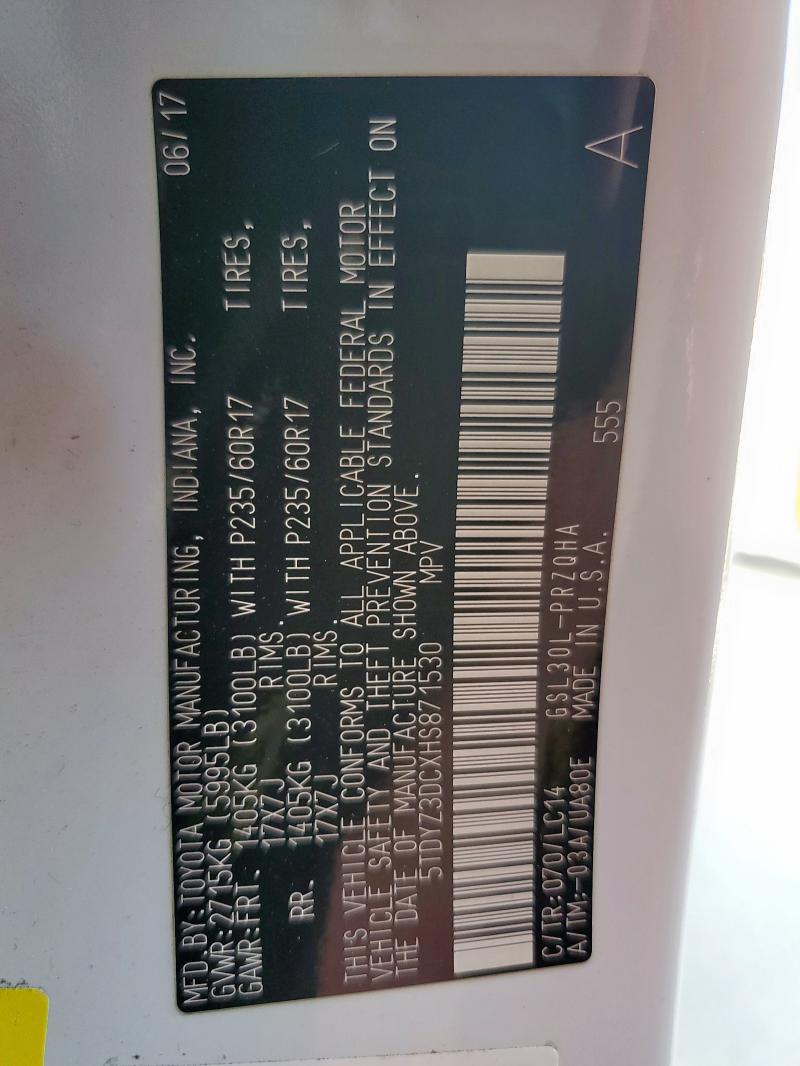 MFD.BY:TOYOTA MOTOR MANUFACTURING, INDIANA, INC. 06/17
GVWR:2715KG (5995LB)
GAWR:FRT. 1405KG (3100LB) WITH P235/60R17 TIRES,
17X7J RIMS.
RR. 1405KG (3100LB) WITH P235/60R17 TIRES,
17X7J RIMS.
THIS VEHICLE CONFORMS TO ALL APPLICABLE FEDERAL MOTOR
VEHICLE SAFETY AND THEFT PREVENTION STANDARDS IN EFFECT ON
THE DATE OF MANUFACTURE SHOWN ABOVE.
5TDYZ3DCXHS871530 MPV
C/TR:070/LC14 GSL30L-PRZQHA
A/TM:-03A/UA80E MADE IN U.S.A. 555 A